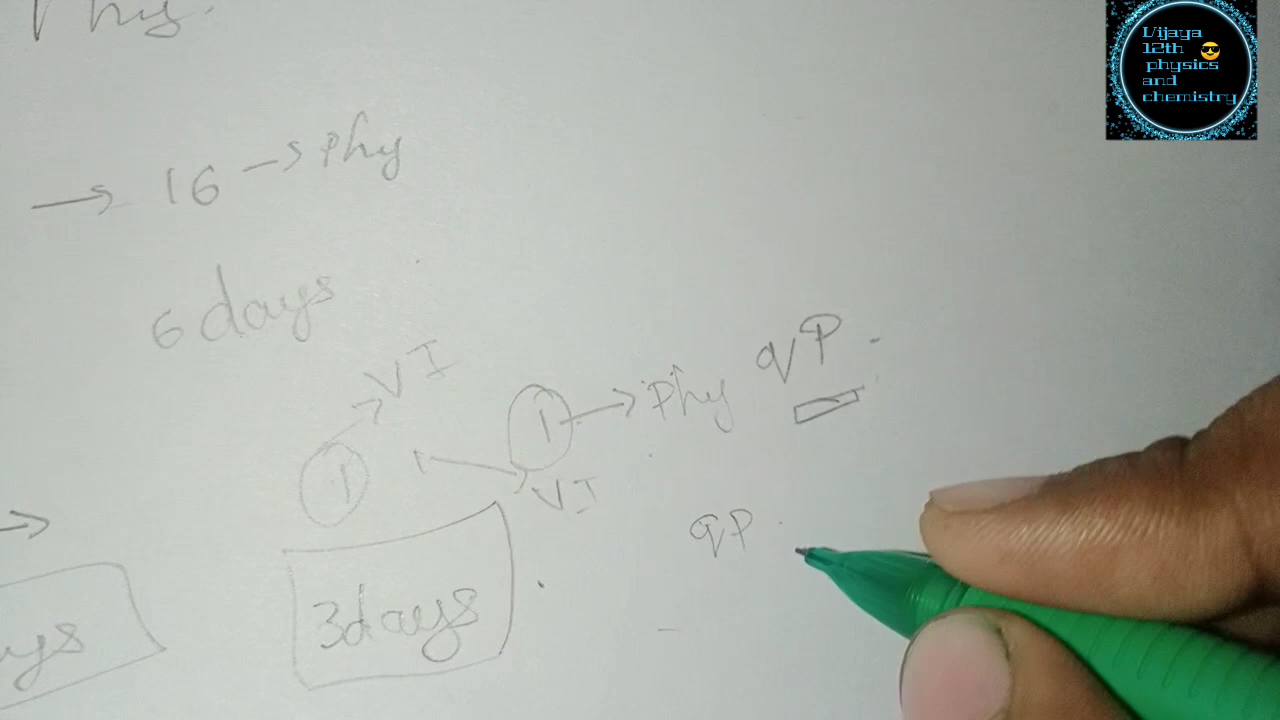 Phy.
Vijaya
12th
physics
and
chemistry
→ 16 → Phy
6 days
1 → VI
1 → Phy qP.
VI
qP.
3days
ys